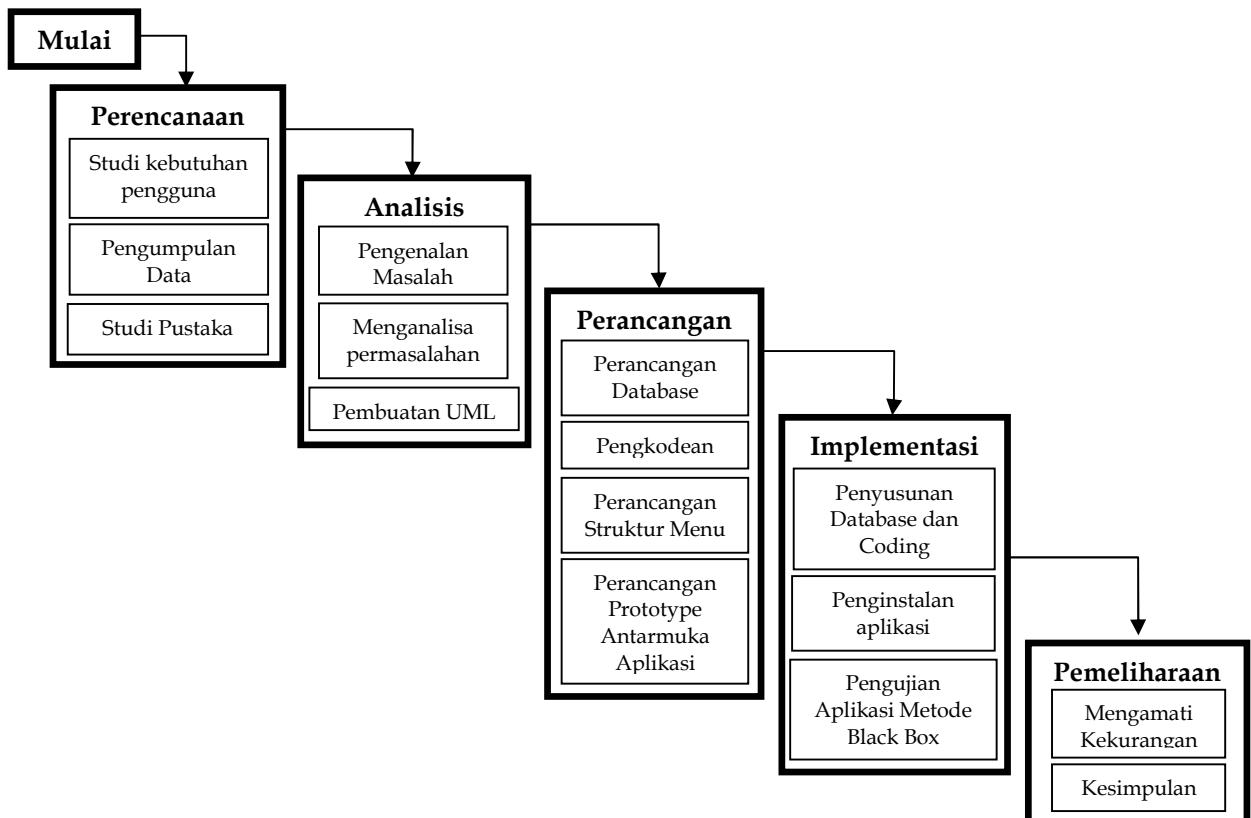 Mulai
Perencanaan
Studi kebutuhan
pengguna
Pengumpulan
Data
Studi Pustaka
Analisis
Pengenalan
Masalah
Menganalisa
permasalahan
Pembuatan UML
Perancangan
Perancangan
Database
Pengkodean
Perancangan
Struktur Menu
Perancangan
Prototype
Antarmuka
Aplikasi
Implementasi
Penyusunan
Database dan
Coding
Penginstalan
aplikasi
Pengujian
Aplikasi Metode
Black Box
Pemeliharaan
Mengamati
Kekurangan
Kesimpulan